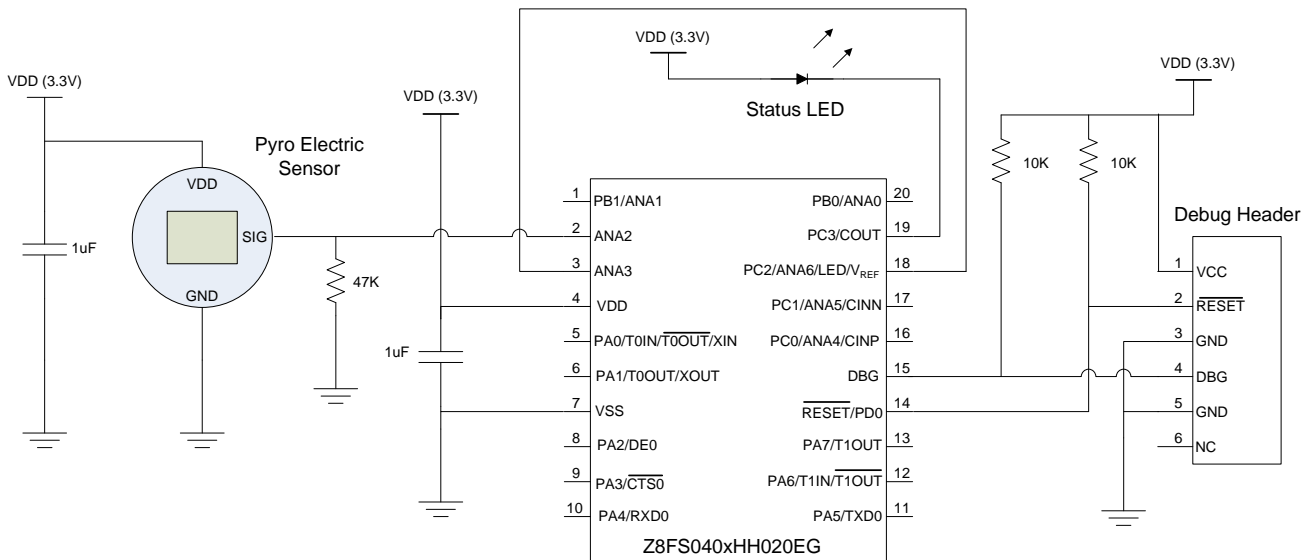 VDD (3.3V)
VDD (3.3V)
VDD (3.3V)
VDD (3.3V)
Status LED
Pyro Electric
Sensor
VDD
SIG
GND
1uF
47K
1uF
10K
10K
1 PB1/ANA1
2 ANA2
3 ANA3
4 VDD
5 PA0/T0IN/T0OUT/XIN
6 PA1/T0OUT/XOUT
7 VSS
8 PA2/DE0
9 PA3/CTS0
10 PA4/RXD0
PB0/ANA0 20
PC3/COUT 19
PC2/ANA6/LED/VREF 18
PC1/ANA5/CINN 17
PC0/ANA4/CINP 16
DBG 15
RESET/PD0 14
PA7/T1OUT 13
PA6/T1IN/T1OUT 12
PA5/TXD0 11
Z8FS040xHH020EG
Debug Header
1 VCC
2 RESET
3 GND
4 DBG
5 GND
6 NC